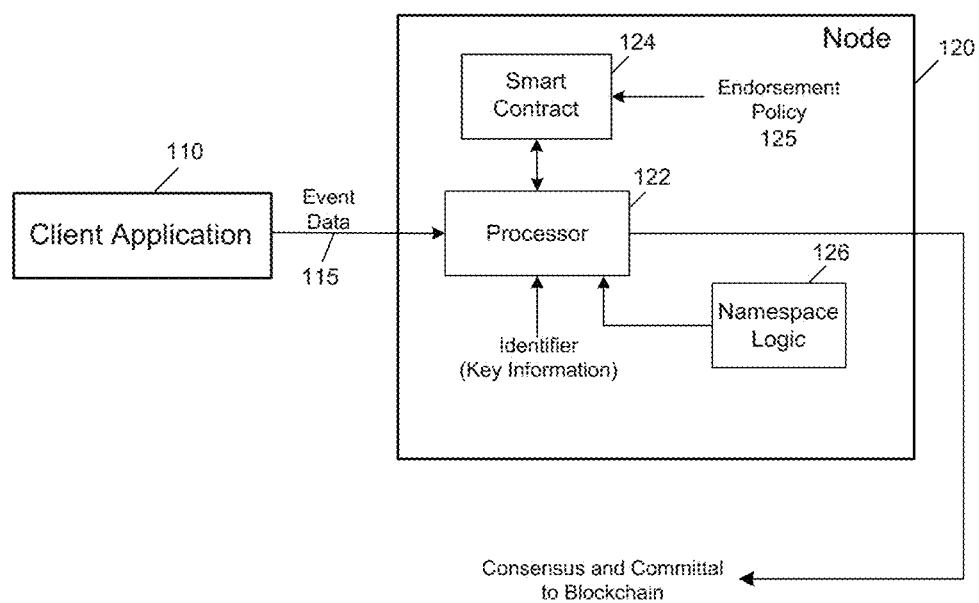 Node
120
124
Smart
Contract
Endorsement
Policy
125
110
Client Application
Event
Data
115
122
Processor
126
Namespace
Logic
Identifier
(Key Information)
Consensus and Committal
to Blockchain